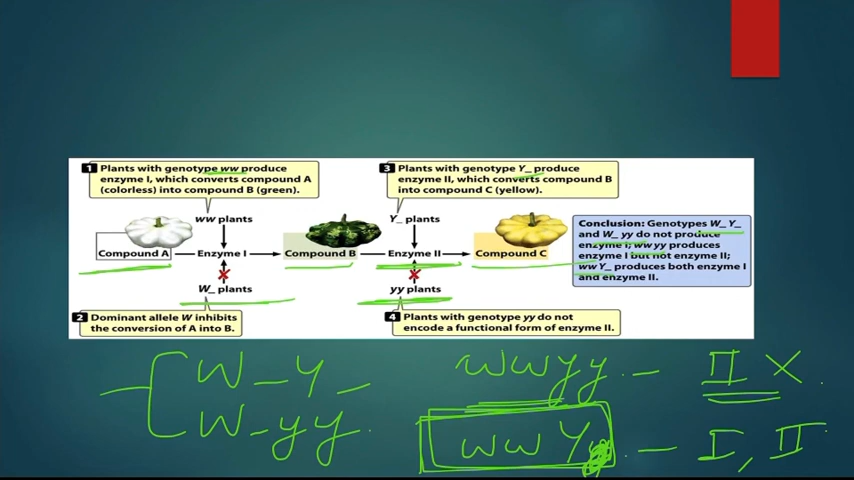 1 Plants with genotype ww produce
enzyme I, which converts compound A
(colorless) into compound B (green).
3 Plants with genotype Y_ produce
enzyme II, which converts compound B
into compound C (yellow).
ww plants
Y_ plants
Compound A
Enzyme I
Compound B
Enzyme II
Compound C
W_ plants
yy plants
2 Dominant allele W inhibits
the conversion of A into B.
4 Plants with genotype yy do not
encode a functional form of enzyme II.
Conclusion: Genotypes W_ Y_
and W_ yy do not produce
enzyme I; ww yy produces
enzyme I but not enzyme II;
ww Y_ produces both enzyme I
and enzyme II.
W_Y_
W_yy.
wwyy. — II X.
wwY — I, II